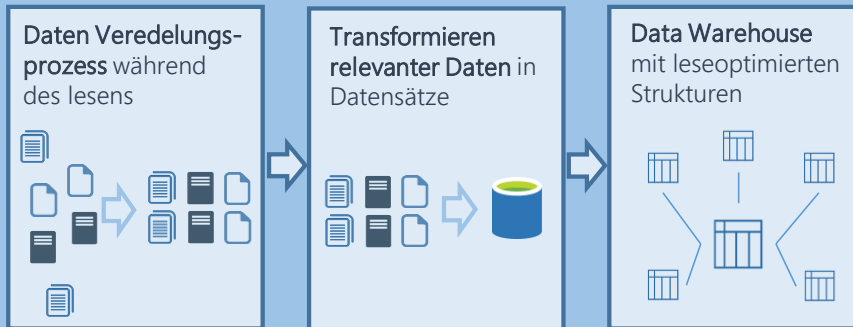 Daten Veredelungs-
prozess während
des lesens
Transformieren
relevanter Daten in
Datensätze
Data Warehouse
mit leseoptimierten
Strukturen